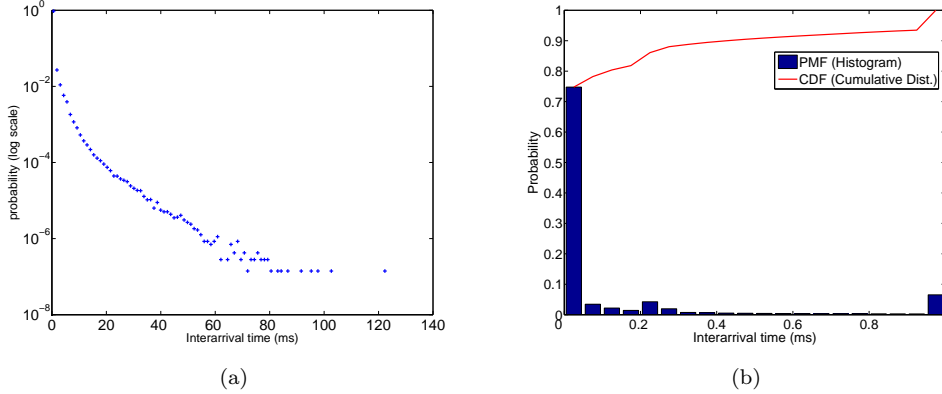 10^0
10^-2
10^-4
10^-6
10^-8
probability (log scale)
0 20 40 60 80 100 120 140
Interarrival time (ms)
(a)
1
0.9
0.8
0.7
0.6
0.5
0.4
0.3
0.2
0.1
0
Probability
PMF (Histogram)
CDF (Cumulative Dist.)
0 0.2 0.4 0.6 0.8
Interarrival time (ms)
(b)